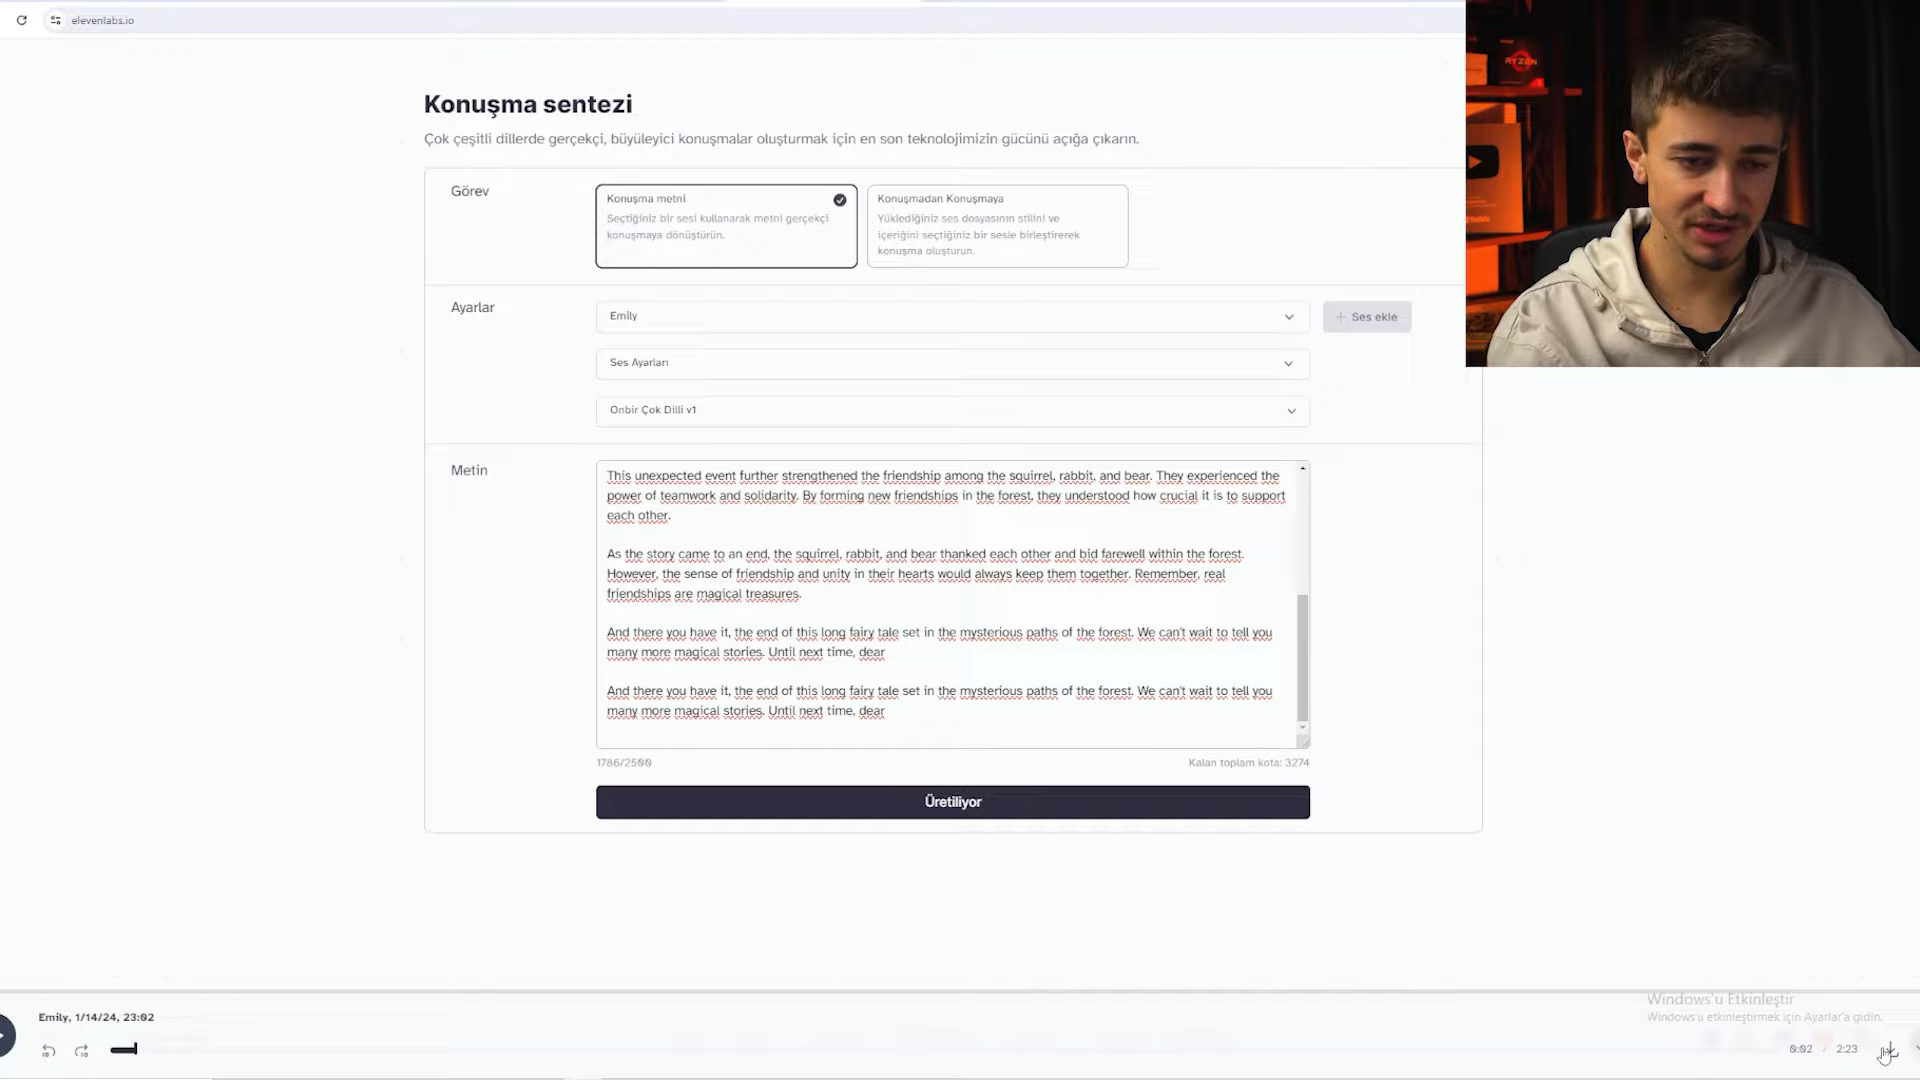 elevenlabs.io
RYZEN
Konuşma sentezi
Çok çeşitli dillerde gerçekçi, büyüleyici konuşmalar oluşturmak için en son teknolojimizin gücünü açığa çıkarın.
Görev
Konuşma metni
Seçtiğiniz bir sesi kullanarak metni gerçekçi
konuşmaya dönüştürün.
Konuşmadan Konuşmaya
Yüklediğiniz ses dosyasının stilini ve
içeriğini seçtiğiniz bir sesle birleştirerek
konuşma oluşturun.
Ayarlar
Emily
+ Ses ekle
Ses Ayarları
Onbir Çok Dilli v1
Metin
This unexpected event further strengthened the friendship among the squirrel, rabbit, and bear. They experienced the
power of teamwork and solidarity. By forming new friendships in the forest, they understood how crucial it is to support
each other.
As the story came to an end, the squirrel, rabbit, and bear thanked each other and bid farewell within the forest.
However, the sense of friendship and unity in their hearts would always keep them together. Remember, real
friendships are magical treasures.
And there you have it, the end of this long fairy tale set in the mysterious paths of the forest. We can't wait to tell you
many more magical stories. Until next time, dear
And there you have it, the end of this long fairy tale set in the mysterious paths of the forest. We can't wait to tell you
many more magical stories. Until next time, dear
1786/2500
Kalan toplam kota: 3274
Üretiliyor
Windows'u Etkinleştir
Windows'u etkinleştirmek için Ayarlar'a gidin.
Emily, 1/14/24, 23:02
10
10
0:02 / 2:23